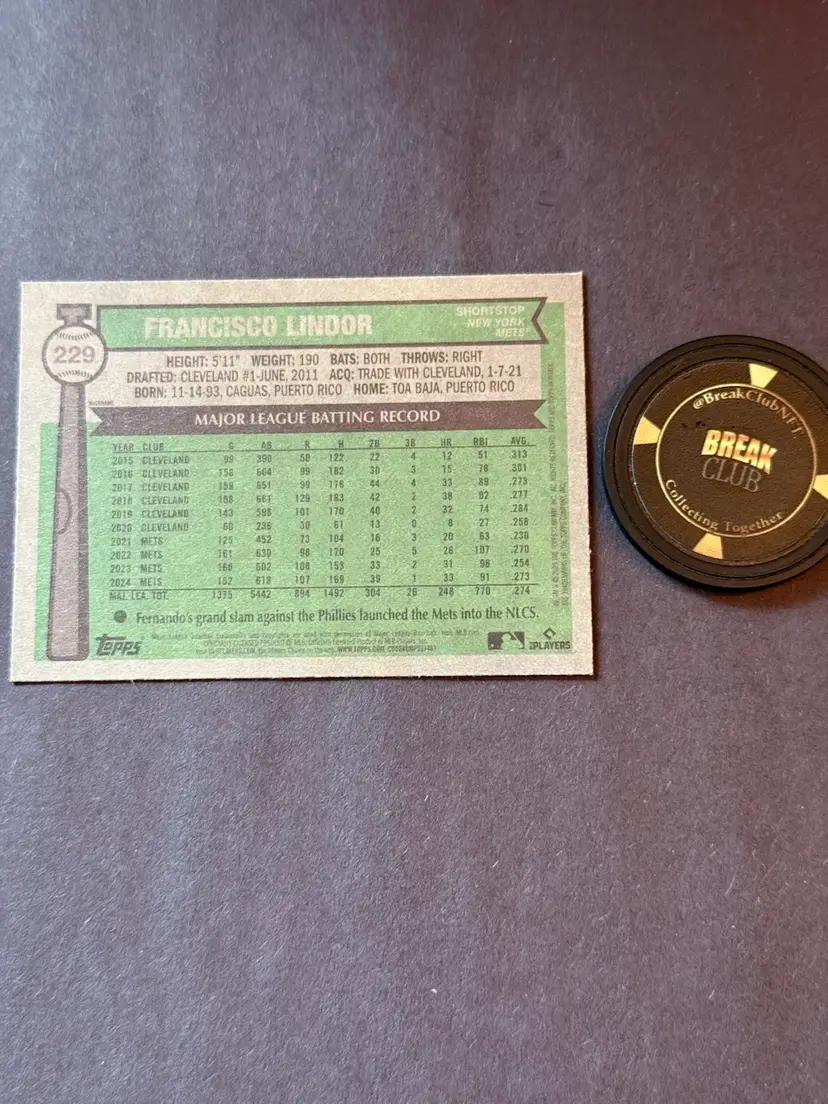 FRANCISCO LINDOR
SHORTSTOP
NEW YORK
METS
229
HEIGHT: 5'11" WEIGHT: 190 BATS: BOTH THROWS: RIGHT
DRAFTED: CLEVELAND #1-JUNE, 2011 ACQ: TRADE WITH CLEVELAND, 1-7-21
BORN: 11-14-93, CAGUAS, PUERTO RICO HOME: TOA BAJA, PUERTO RICO
MAJOR LEAGUE BATTING RECORD
YEAR CLUB G AB R H 2B 3B HR RBI AVG.
2015 CLEVELAND 99 390 50 122 22 4 12 51 .313
2016 CLEVELAND 158 604 99 182 30 3 15 78 .301
2017 CLEVELAND 159 651 99 178 44 4 33 89 .273
2018 CLEVELAND 158 661 129 183 42 2 38 92 .277
2019 CLEVELAND 143 598 101 170 40 2 32 74 .284
2020 CLEVELAND 60 236 30 61 13 0 8 27 .258
2021 METS 125 452 73 104 16 3 20 63 .230
2022 METS 161 630 98 170 25 5 26 107 .270
2023 METS 160 602 108 153 33 2 31 98 .254
2024 METS 152 618 107 169 39 1 33 91 .273
MAJ. LEA. TOT. 1375 5442 894 1492 304 26 248 770 .274
Fernando's grand slam against the Phillies launched the Mets into the NLCS.
Topps
PLAYERS
@BreakClubNFT
BREAK
CLUB
Collecting Together